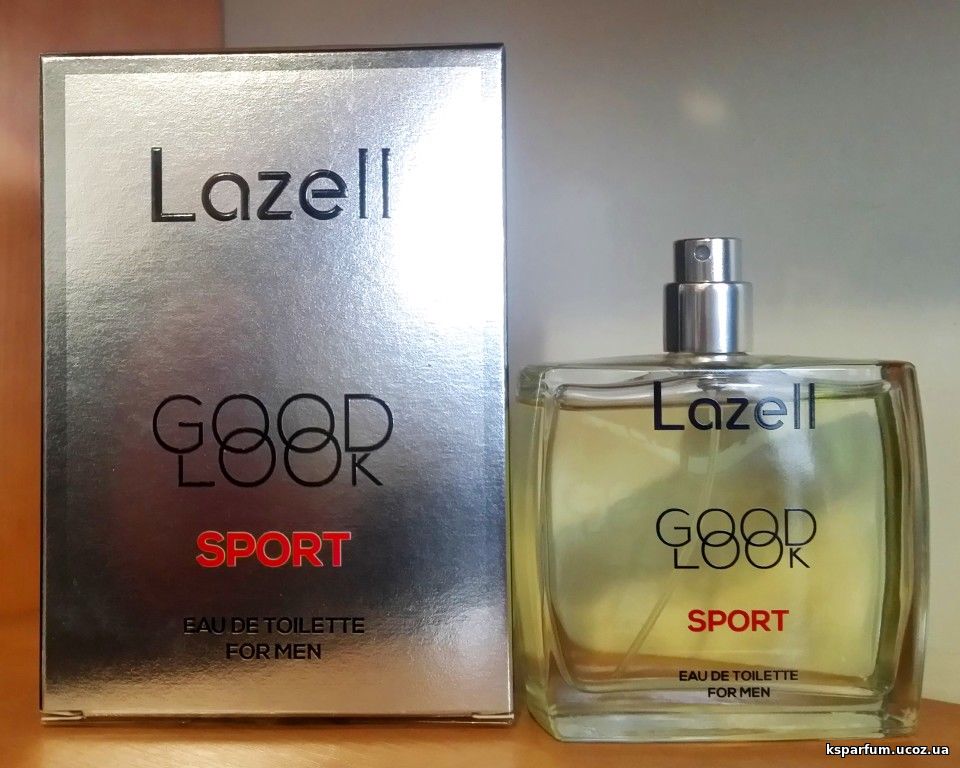 Lazell
GOOD
LOOK
SPORT
EAU DE TOILETTE
FOR MEN
Lazell
GOOD
LOOK
SPORT
EAU DE TOILETTE
FOR MEN
ksparfum.ucoz.ua